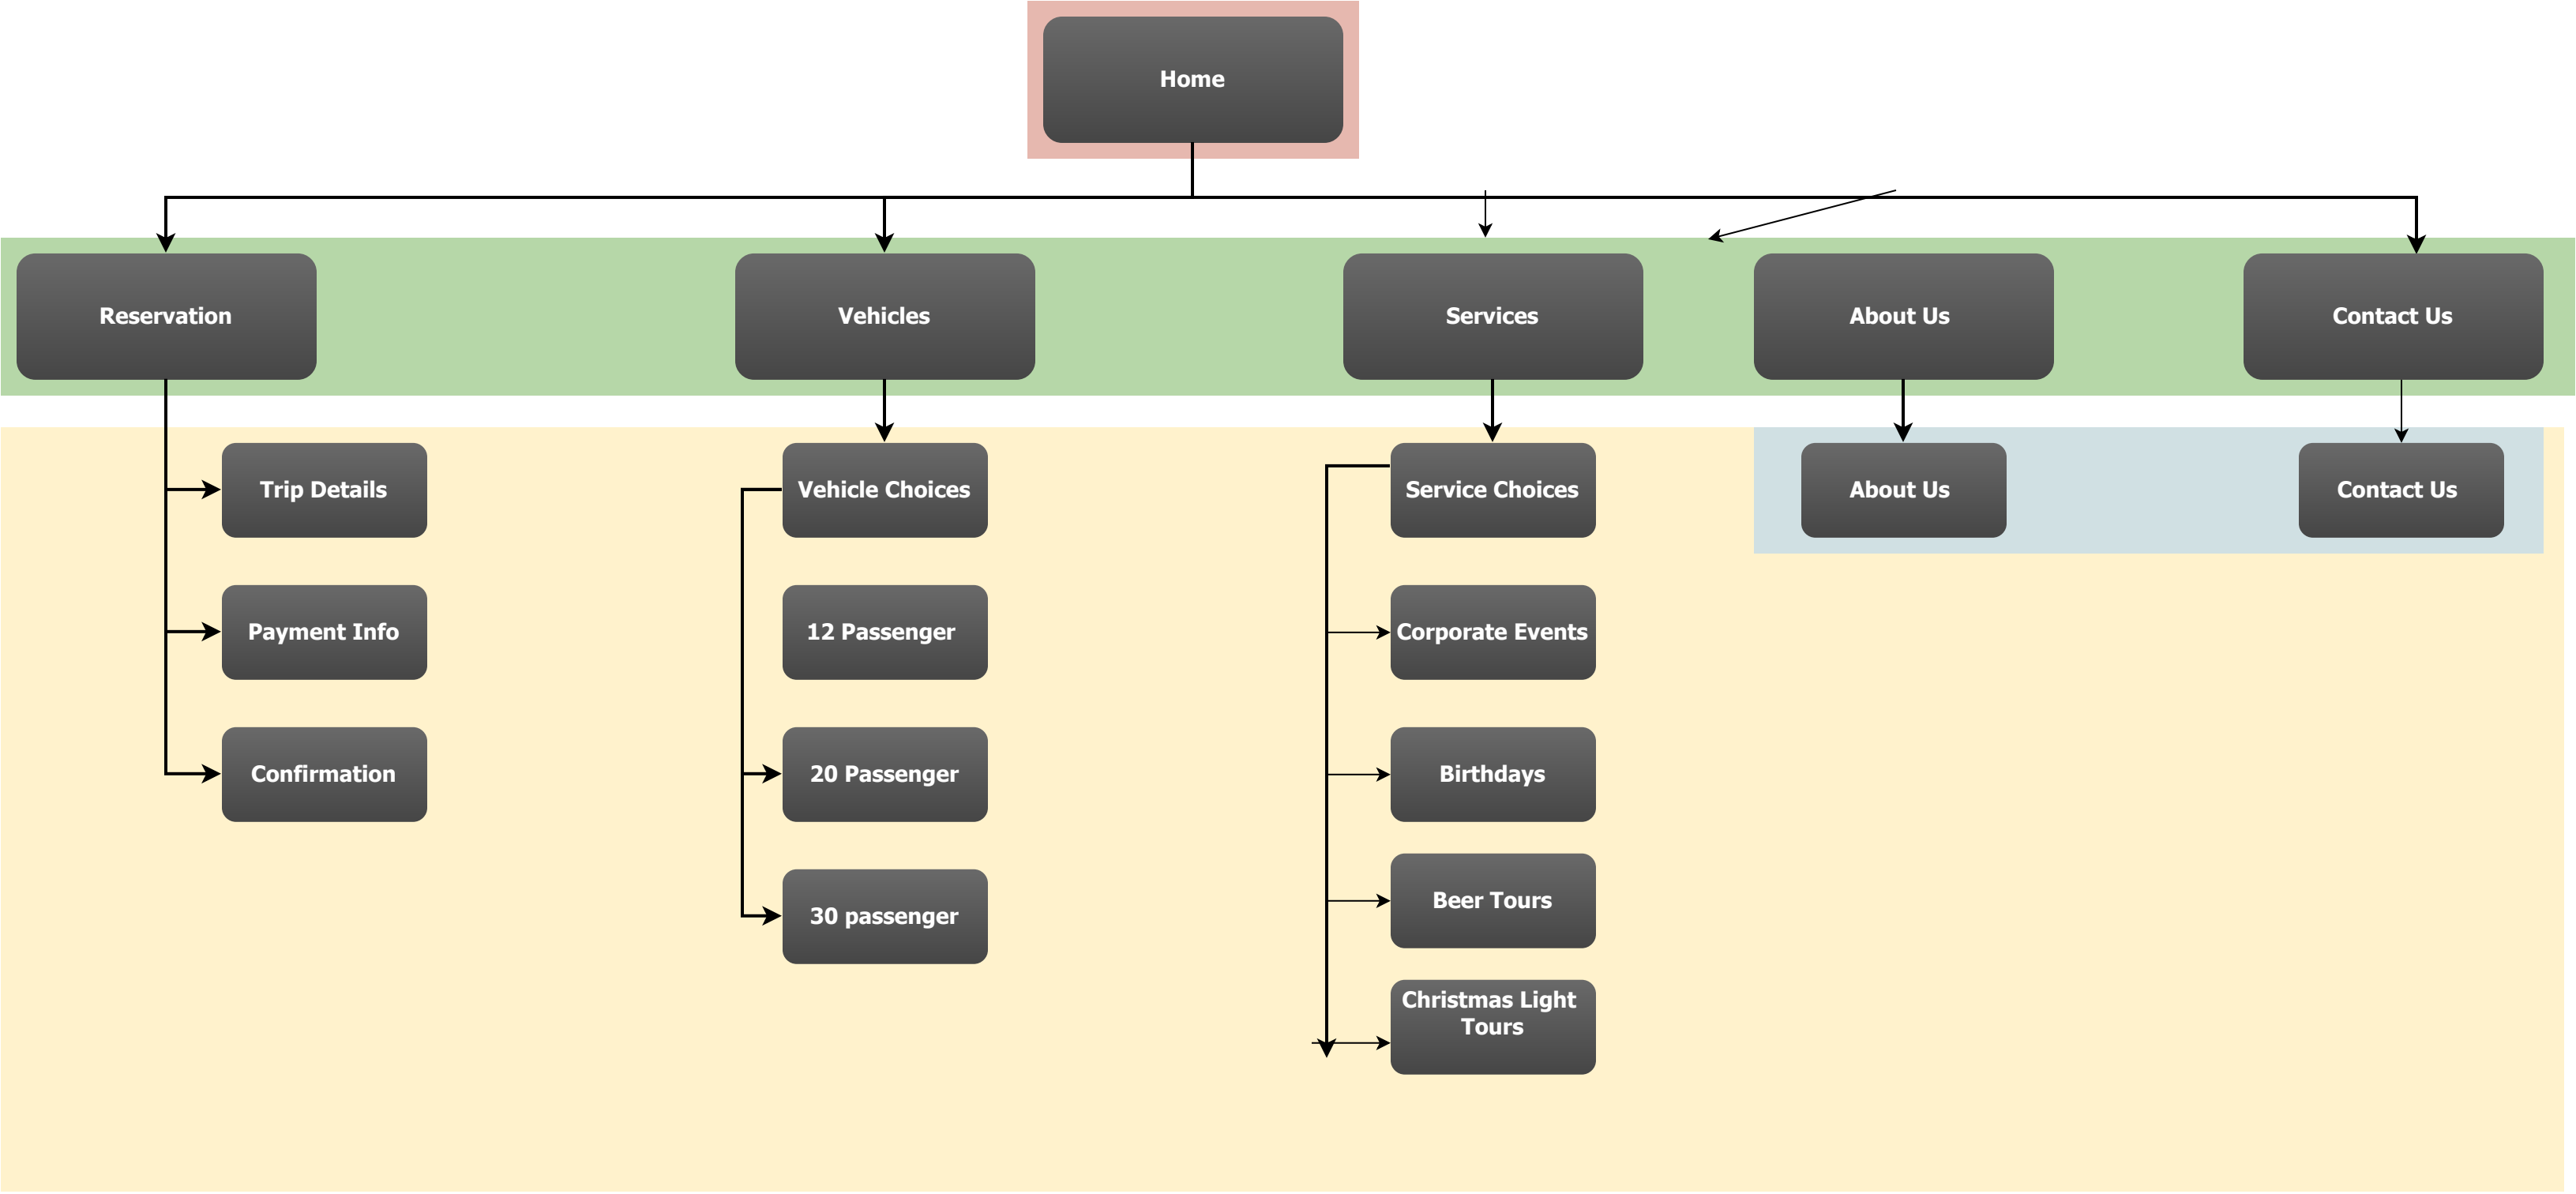 Home
Reservation
Vehicles
Services
About Us
Contact Us
Trip Details
Vehicle Choices
Service Choices
About Us
Contact Us
Payment Info
12 Passenger
Corporate Events
Confirmation
20 Passenger
Birthdays
30 passenger
Beer Tours
Christmas Light
Tours